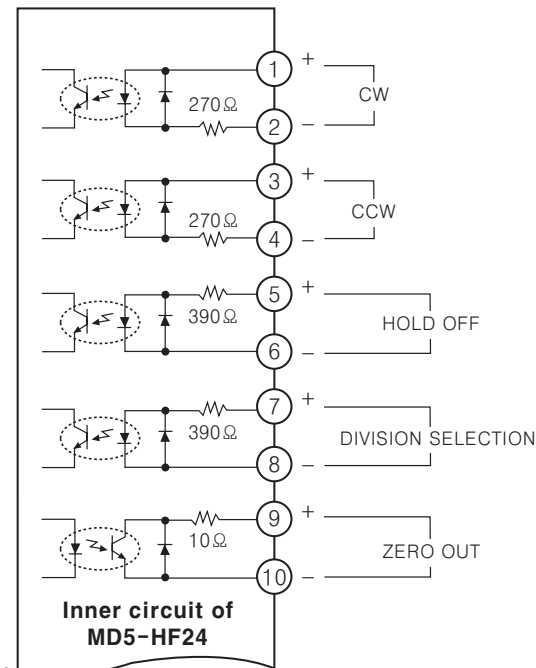 1 +
CW
270Ω
2 −
3 +
CCW
270Ω
4 −
5 +
390Ω
HOLD OFF
6 −
7 +
390Ω
DIVISION SELECTION
8 −
9 +
10Ω
ZERO OUT
10 −
Inner circuit of
MD5-HF24